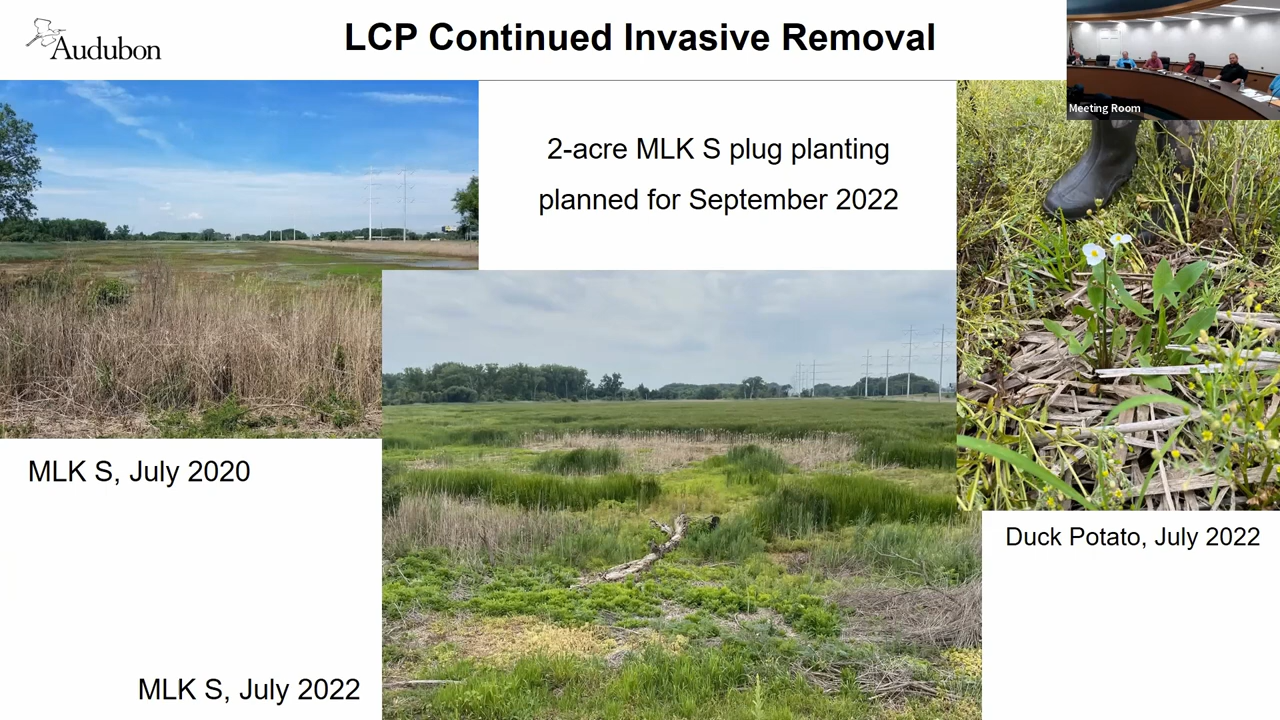 Audubon
LCP Continued Invasive Removal
Meeting Room
2-acre MLK S plug planting
planned for September 2022
MLK S, July 2020
Duck Potato, July 2022
MLK S, July 2022